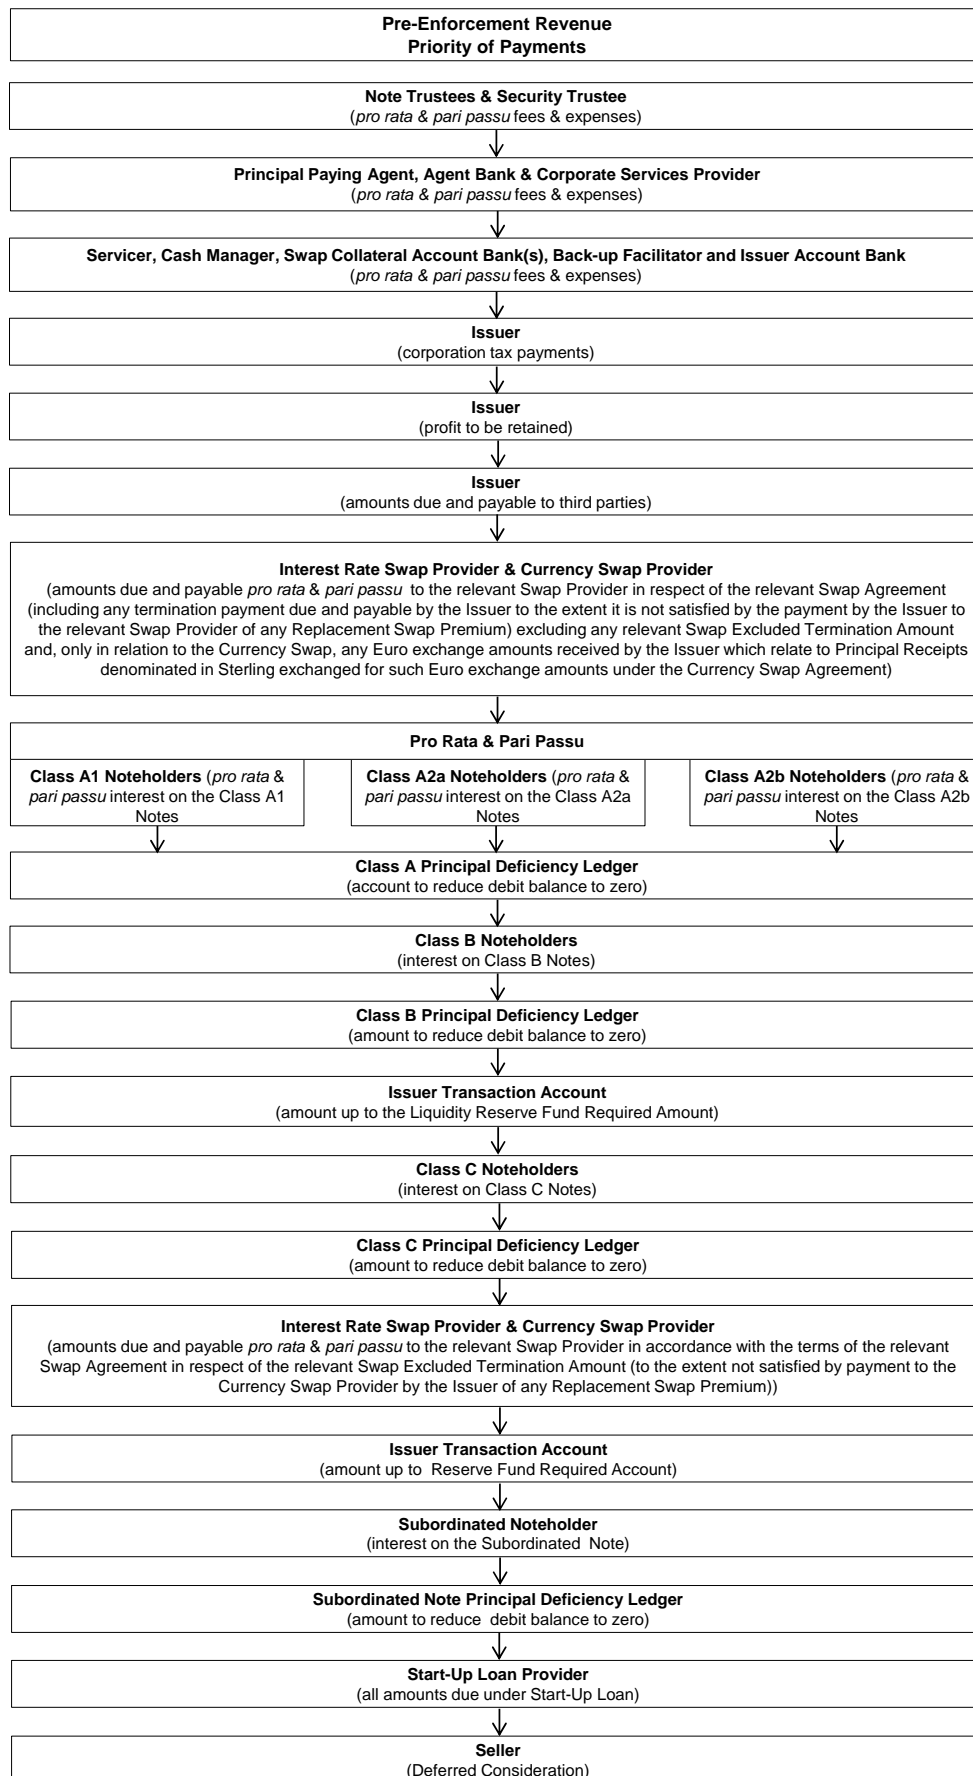 Pre-Enforcement Revenue
Priority of Payments
Note Trustees & Security Trustee
(pro rata & pari passu fees & expenses)
Principal Paying Agent, Agent Bank & Corporate Services Provider
(pro rata & pari passu fees & expenses)
Servicer, Cash Manager, Swap Collateral Account Bank(s), Back-up Facilitator and Issuer Account Bank
(pro rata & pari passu fees & expenses)
Issuer
(corporation tax payments)
Issuer
(profit to be retained)
Issuer
(amounts due and payable to third parties)
Interest Rate Swap Provider & Currency Swap Provider
(amounts due and payable pro rata & pari passu to the relevant Swap Provider in respect of the relevant Swap Agreement
(including any termination payment due and payable by the Issuer to the extent it is not satisfied by the payment by the Issuer to
the relevant Swap Provider of any Replacement Swap Premium) excluding any relevant Swap Excluded Termination Amount
and, only in relation to the Currency Swap, any Euro exchange amounts received by the Issuer which relate to Principal Receipts
denominated in Sterling exchanged for such Euro exchange amounts under the Currency Swap Agreement)
Pro Rata & Pari Passu
Class A1 Noteholders (pro rata &
pari passu interest on the Class A1
Notes
Class A2a Noteholders (pro rata &
pari passu interest on the Class A2a
Notes
Class A2b Noteholders (pro rata &
pari passu interest on the Class A2b
Notes
Class A Principal Deficiency Ledger
(account to reduce debit balance to zero)
Class B Noteholders
(interest on Class B Notes)
Class B Principal Deficiency Ledger
(amount to reduce debit balance to zero)
Issuer Transaction Account
(amount up to the Liquidity Reserve Fund Required Amount)
Class C Noteholders
(interest on Class C Notes)
Class C Principal Deficiency Ledger
(amount to reduce debit balance to zero)
Interest Rate Swap Provider & Currency Swap Provider
(amounts due and payable pro rata & pari passu to the relevant Swap Provider in accordance with the terms of the relevant
Swap Agreement in respect of the relevant Swap Excluded Termination Amount (to the extent not satisfied by payment to the
Currency Swap Provider by the Issuer of any Replacement Swap Premium))
Issuer Transaction Account
(amount up to Reserve Fund Required Account)
Subordinated Noteholder
(interest on the Subordinated Note)
Subordinated Note Principal Deficiency Ledger
(amount to reduce debit balance to zero)
Start-Up Loan Provider
(all amounts due under Start-Up Loan)
Seller
(Deferred Consideration)